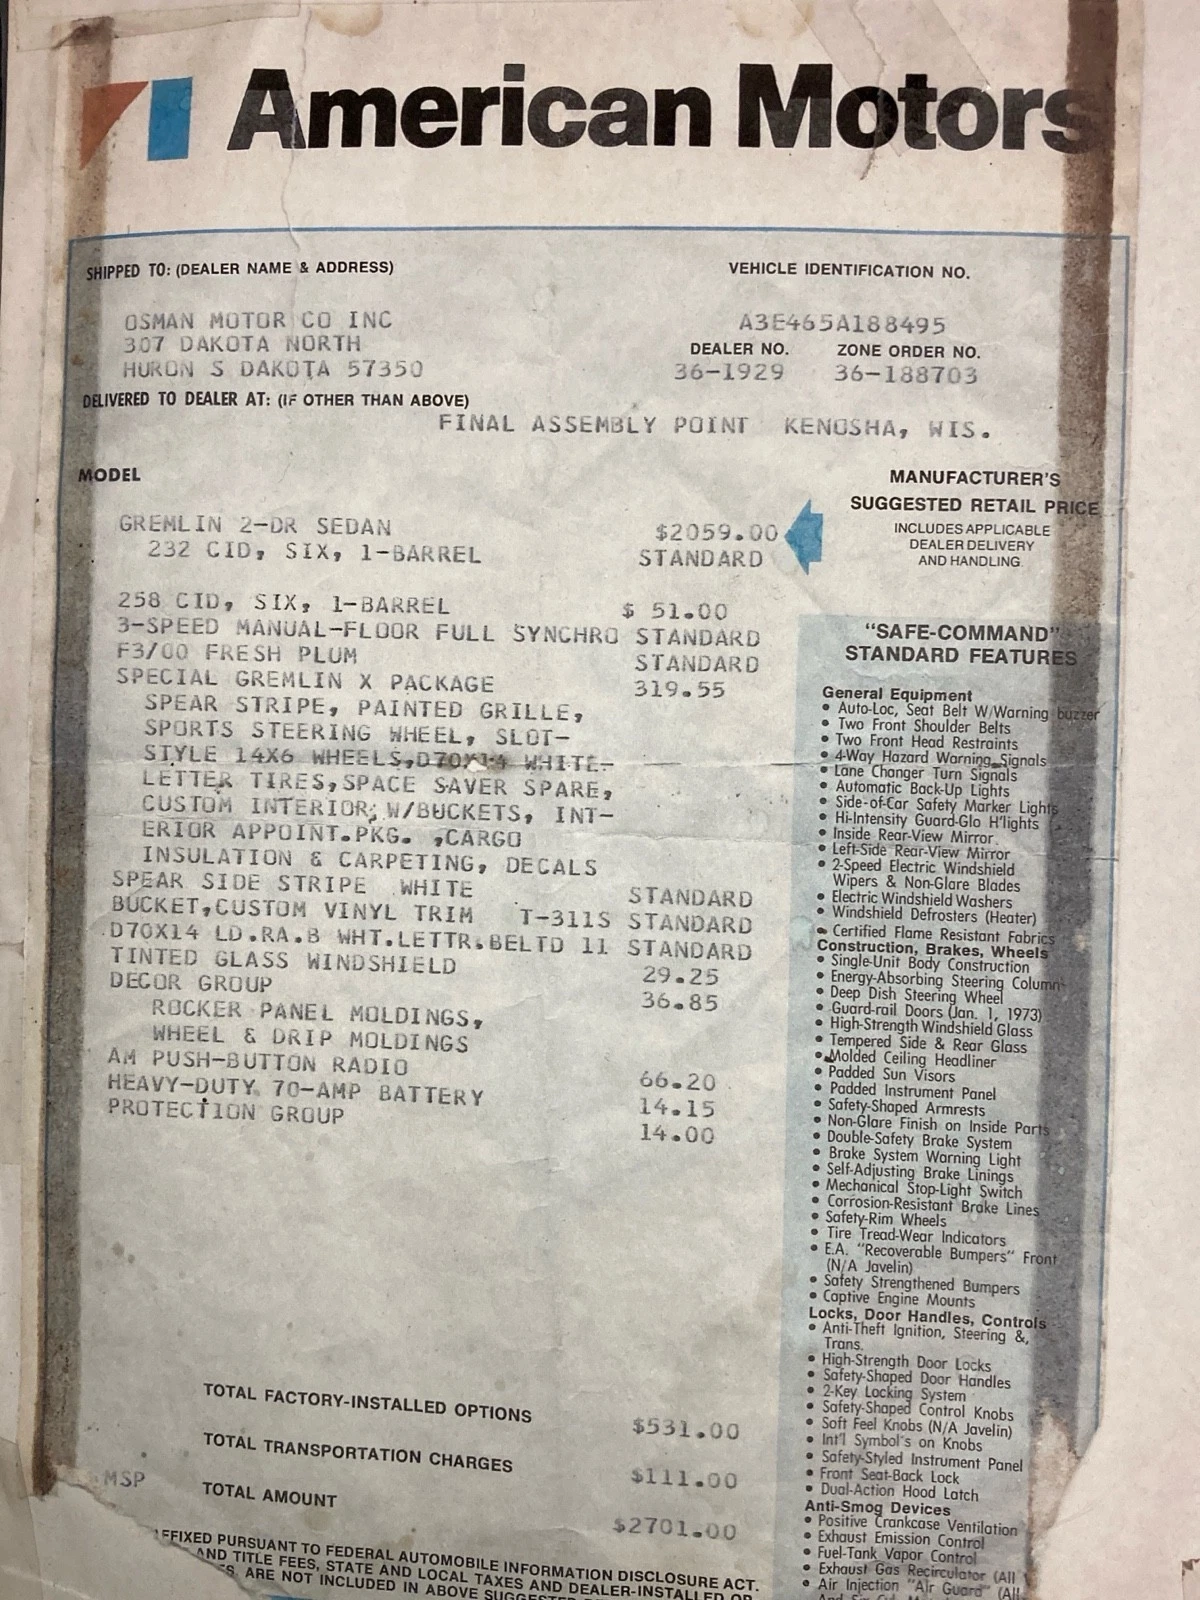 American Motors
SHIPPED TO: (DEALER NAME & ADDRESS)
VEHICLE IDENTIFICATION NO.
OSMAN MOTOR CO INC
307 DAKOTA NORTH
HURON S DAKOTA 57350
A3E465A188495
DEALER NO. ZONE ORDER NO.
36-1929 36-188703
DELIVERED TO DEALER AT: (IF OTHER THAN ABOVE)
FINAL ASSEMBLY POINT KENOSHA, WIS.
MODEL
MANUFACTURER'S
SUGGESTED RETAIL PRICE
INCLUDES APPLICABLE
DEALER DELIVERY
AND HANDLING
GREMLIN 2-DR SEDAN $2059.00
232 CID, SIX, 1-BARREL STANDARD
258 CID, SIX, 1-BARREL $ 51.00
3-SPEED MANUAL-FLOOR FULL SYNCHRO STANDARD
F3/00 FRESH PLUM STANDARD
SPECIAL GREMLIN X PACKAGE 319.55
SPEAR STRIPE, PAINTED GRILLE,
SPORTS STEERING WHEEL, SLOT-
STYLE 14X6 WHEELS,D70X14 WHITE-
LETTER TIRES,SPACE SAVER SPARE,
CUSTOM INTERIOR; W/BUCKETS, INT-
ERIOR APPOINT.PKG. ,CARGO
INSULATION & CARPETING, DECALS
SPEAR SIDE STRIPE WHITE STANDARD
BUCKET,CUSTOM VINYL TRIM T-311S STANDARD
D70X14 LD.RA.B WHT.LETTR.BELTD 11 STANDARD
TINTED GLASS WINDSHIELD 29.25
DECOR GROUP 36.85
ROCKER PANEL MOLDINGS,
WHEEL & DRIP MOLDINGS
AM PUSH-BUTTON RADIO 66.20
HEAVY-DUTY 70-AMP BATTERY 14.15
PROTECTION GROUP 14.00
TOTAL FACTORY-INSTALLED OPTIONS $531.00
TOTAL TRANSPORTATION CHARGES $111.00
MSP
TOTAL AMOUNT $2701.00
FFIXED PURSUANT TO FEDERAL AUTOMOBILE INFORMATION DISCLOSURE ACT.
AND TITLE FEES, STATE AND LOCAL TAXES AND DEALER-INSTALLED OP
S, ARE NOT INCLUDED IN ABOVE SUGGESTED
"SAFE-COMMAND"
STANDARD FEATURES
General Equipment
• Auto-Loc, Seat Belt W/Warning buzzer
• Two Front Shoulder Belts
• Two Front Head Restraints
• 4-Way Hazard Warning Signals
• Lane Changer Turn Signals
• Automatic Back-Up Lights
• Side-of-Car Safety Marker Lights
• Hi-Intensity Guard-Glo H'lights
• Inside Rear-View Mirror
• Left-Side Rear-View Mirror
• 2-Speed Electric Windshield
Wipers & Non-Glare Blades
• Electric Windshield Washers
• Windshield Defrosters (Heater)
• Certified Flame Resistant Fabrics
Construction, Brakes, Wheels
• Single-Unit Body Construction
• Energy-Absorbing Steering Column
• Deep Dish Steering Wheel
• Guard-rail Doors (Jan. 1, 1973)
• High-Strength Windshield Glass
• Tempered Side & Rear Glass
• Molded Ceiling Headliner
• Padded Sun Visors
• Padded Instrument Panel
• Safety-Shaped Armrests
• Non-Glare Finish on Inside Parts
• Double-Safety Brake System
• Brake System Warning Light
• Self-Adjusting Brake Linings
• Mechanical Stop-Light Switch
• Corrosion-Resistant Brake Lines
• Safety-Rim Wheels
• Tire Tread-Wear Indicators
• E.A. "Recoverable Bumpers" Front
(N/A Javelin)
• Safety Strengthened Bumpers
• Captive Engine Mounts
Locks, Door Handles, Controls
• Anti-Theft Ignition, Steering &,
Trans.
• High-Strength Door Locks
• Safety-Shaped Door Handles
• 2-Key Locking System
• Safety-Shaped Control Knobs
• Soft Feel Knobs (N/A Javelin)
• Int'l Symbol's on Knobs
• Safety-Styled Instrument Panel
• Front Seat-Back Lock
• Dual-Action Hood Latch
Anti-Smog Devices
• Positive Crankcase Ventilation
• Exhaust Emission Control
• Fuel-Tank Vapor Control
• Exhaust Gas Recirculator (All
• Air Injection "Air Guard" (All